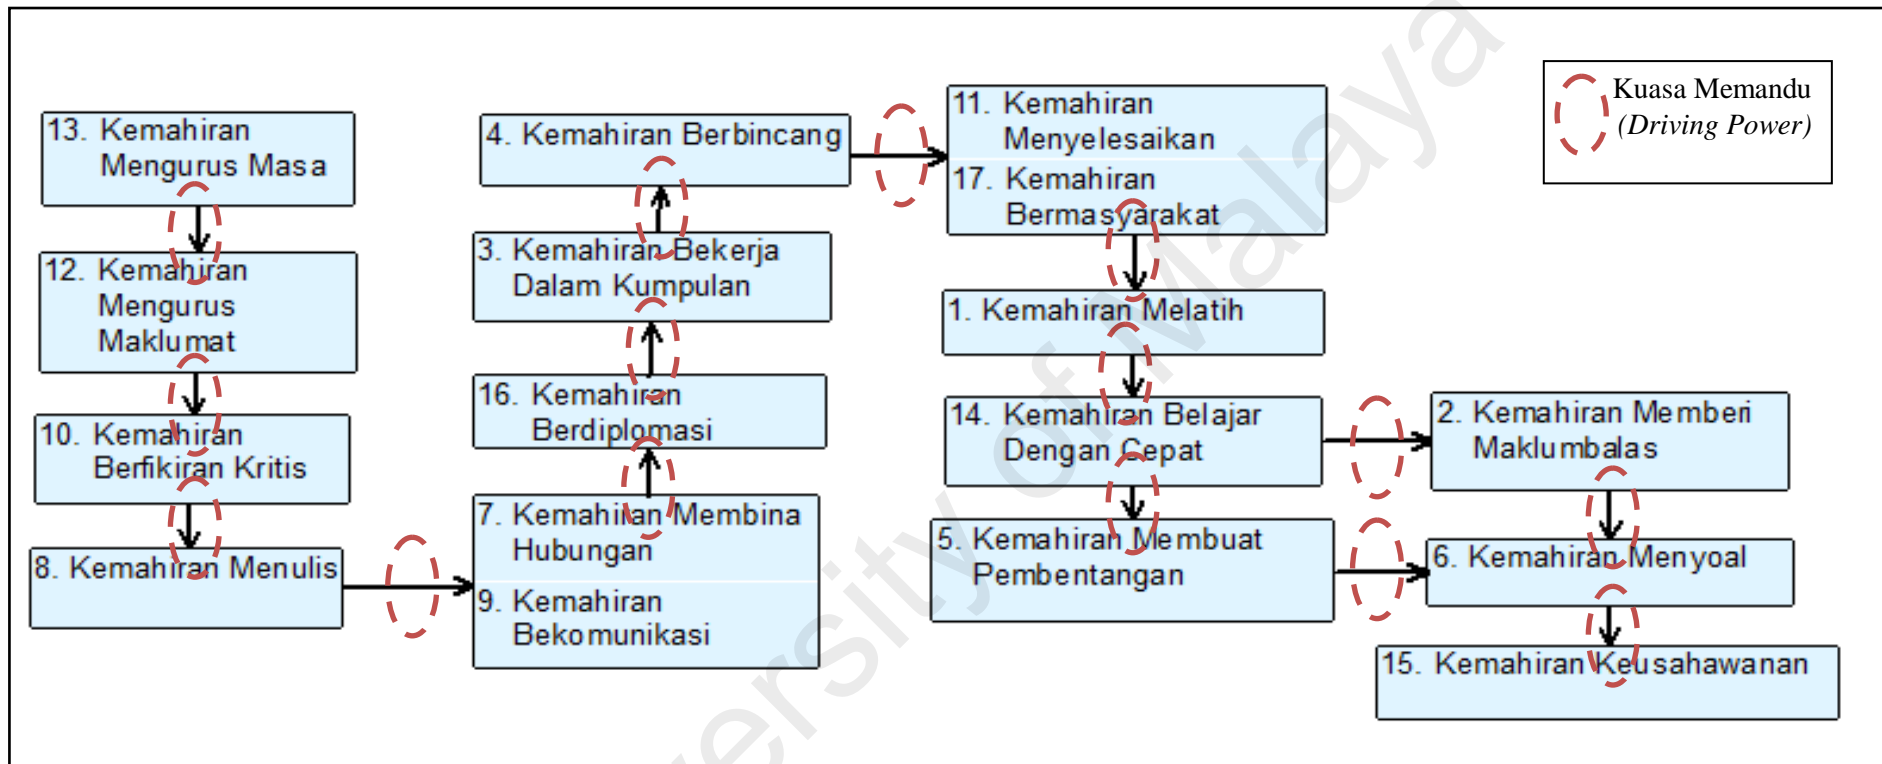 13. Kemahiran
Mengurus Masa
12. Kemahiran
Mengurus
Maklumat
10. Kemahiran
Berfikiran Kritis
8. Kemahiran Menulis
4. Kemahiran Berbincang
3. Kemahiran Bekerja
Dalam Kumpulan
16. Kemahiran
Berdiplomasi
7. Kemahiran Membina
Hubungan
9. Kemahiran
Bekomunikasi
11. Kemahiran
Menyelesaikan
17. Kemahiran
Bermasyarakat
1. Kemahiran Melatih
14. Kemahiran Belajar
Dengan Cepat
5. Kemahiran Membuat
Pembentangan
2. Kemahiran Memberi
Maklumbalas
6. Kemahiran Menyoal
15. Kemahiran Keusahawanan
Kuasa Memandu
(Driving Power)
ersity of Malaya